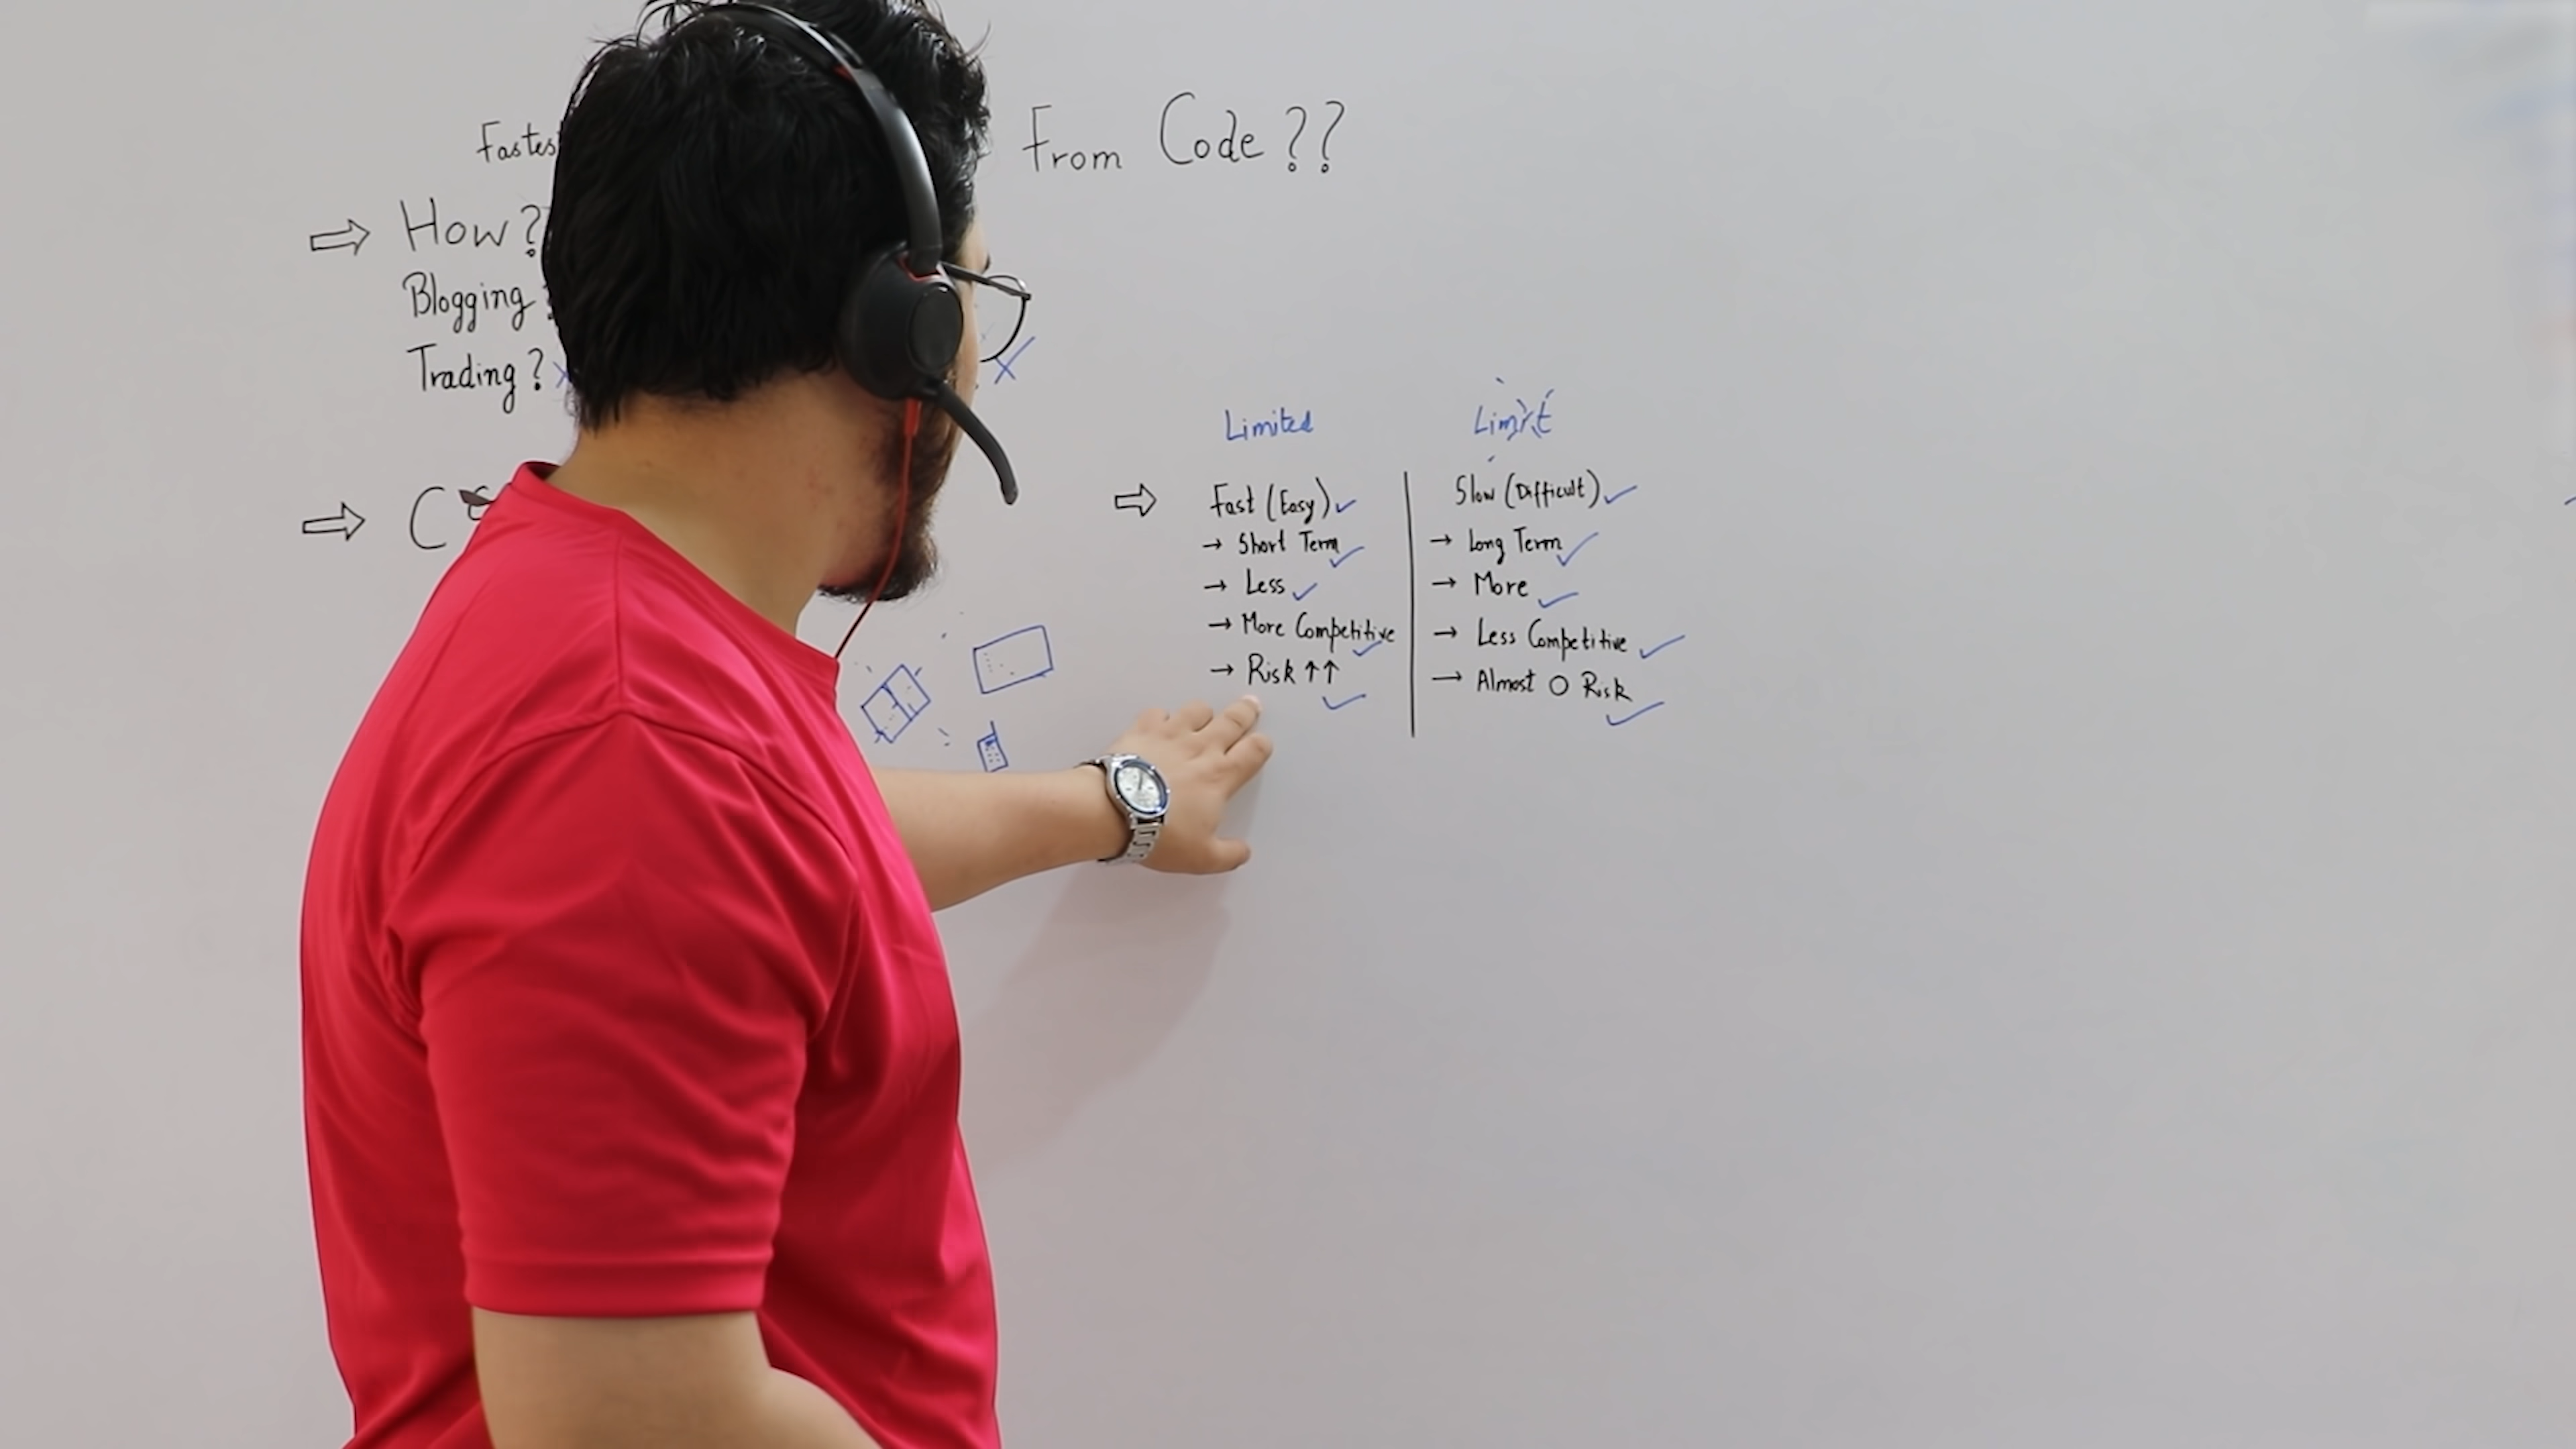 From Code ??
How ?
Blogging
Trading ?
Limited
Limit
Fast (Easy)
Slow (Difficult)
→ Short Term
→ Long Term
→ Less
→ More
→ More Competitive
→ Less Competitive
→ Risk ↑↑
→ Almost 0 Risk